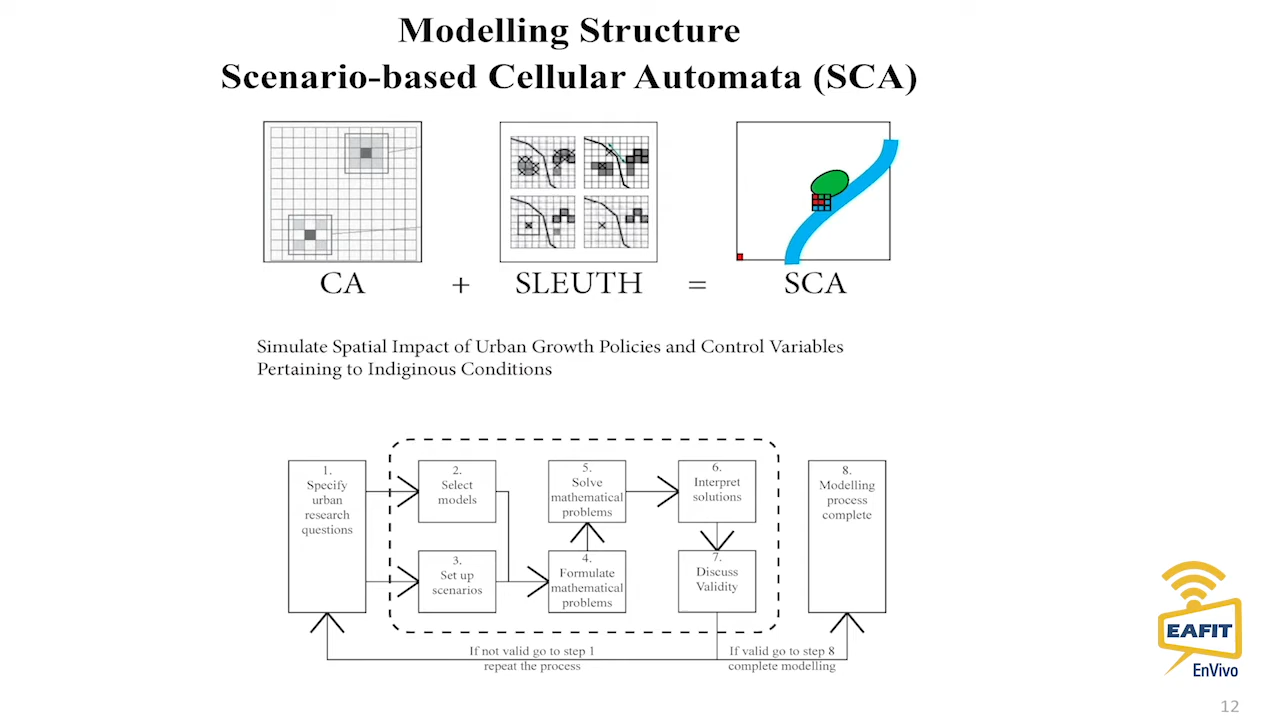 Modelling Structure
Scenario-based Cellular Automata (SCA)
CA + SLEUTH = SCA
Simulate Spatial Impact of Urban Growth Policies and Control Variables
Pertaining to Indiginous Conditions
1.
Specify
urban
research
questions
2.
Select
models
3.
Set up
scenarios
4.
Formulate
mathematical
problems
5.
Solve
mathematical
problems
6.
Interpret
solutions
7.
Discuss
Validity
8.
Modelling
process
complete
If not valid go to step 1
repeat the process
If valid go to step 8
complete modelling
EAFIT
EnVivo
12